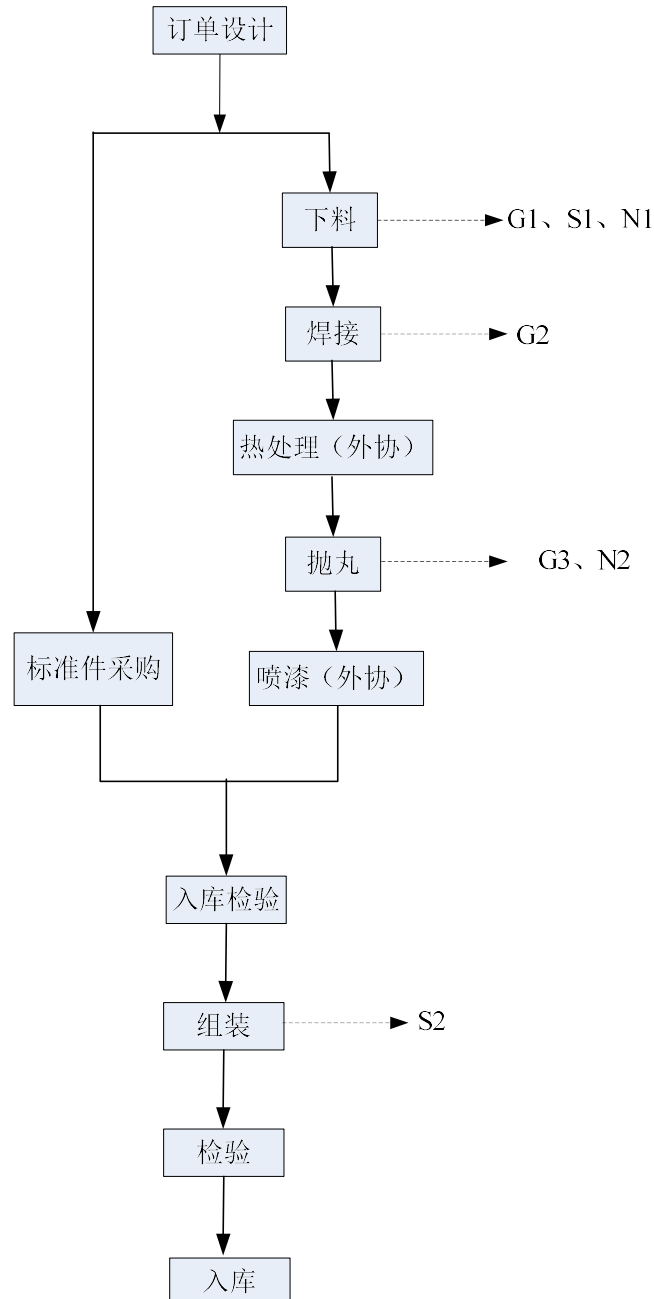 订单设计
下料
G1、S1、N1
焊接
G2
热处理（外协）
抛丸
G3、N2
标准件采购
喷漆（外协）
入库检验
组装
S2
检验
入库